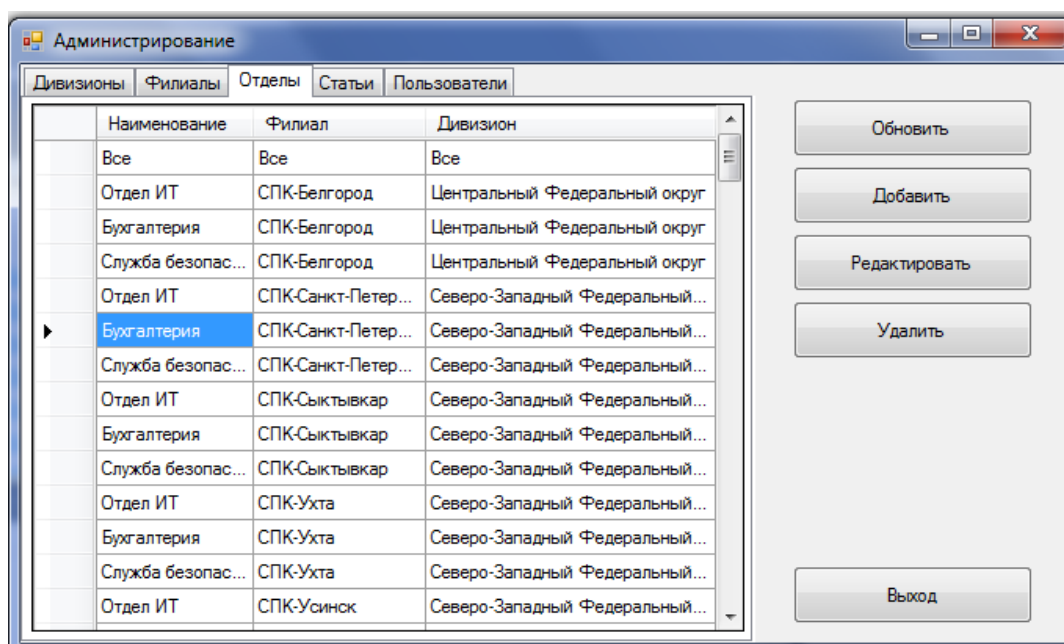 Администрирование
Дивизионы Филиалы Отделы Статьи Пользователи
Наименование Филиал Дивизион
Все Все Все
Отдел ИТ СПК-Белгород Центральный Федеральный округ
Бухгалтерия СПК-Белгород Центральный Федеральный округ
Служба безопас... СПК-Белгород Центральный Федеральный округ
Отдел ИТ СПК-Санкт-Петер... Северо-Западный Федеральный...
Бухгалтерия СПК-Санкт-Петер... Северо-Западный Федеральный...
Служба безопас... СПК-Санкт-Петер... Северо-Западный Федеральный...
Отдел ИТ СПК-Сыктывкар Северо-Западный Федеральный...
Бухгалтерия СПК-Сыктывкар Северо-Западный Федеральный...
Служба безопас... СПК-Сыктывкар Северо-Западный Федеральный...
Отдел ИТ СПК-Ухта Северо-Западный Федеральный...
Бухгалтерия СПК-Ухта Северо-Западный Федеральный...
Служба безопас... СПК-Ухта Северо-Западный Федеральный...
Отдел ИТ СПК-Усинск Северо-Западный Федеральный...
Обновить
Добавить
Редактировать
Удалить
Выход